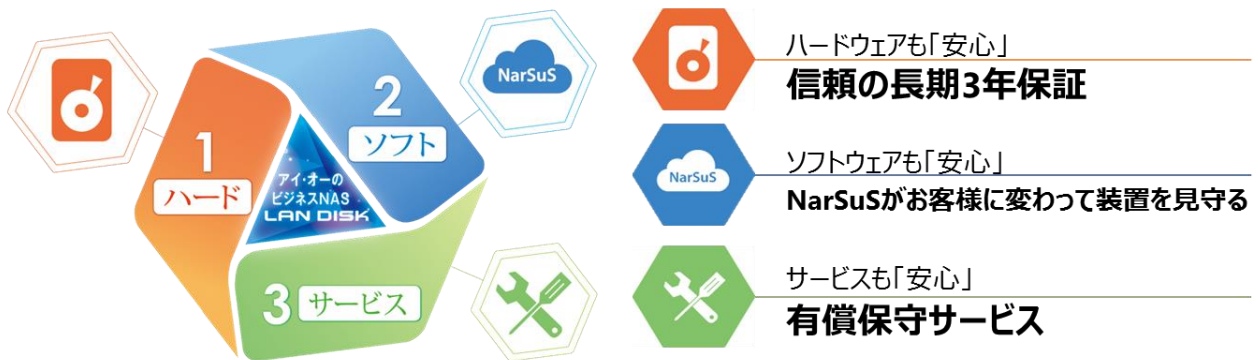 1
ハード
2
ソフト
NarSuS
アイ・オーの
ビジネスNAS
LAN DISK
3 サービス
ハードウェアも「安心」
信頼の長期3年保証
NarSuS
ソフトウェアも「安心」
NarSuSがお客様に変わって装置を見守る
サービスも「安心」
有償保守サービス